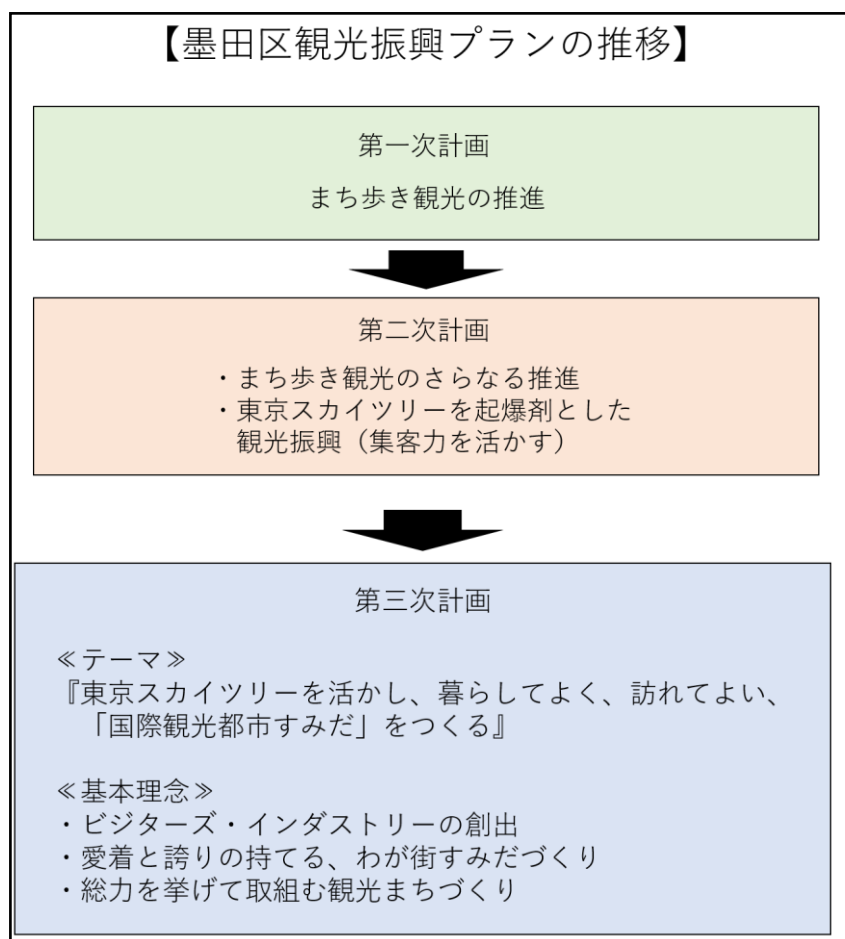 【墨田区観光振興プランの推移】
第一次計画
まち歩き観光の推進
第二次計画
・まち歩き観光のさらなる推進
・東京スカイツリーを起爆剤とした
観光振興（集客力を活かす）
第三次計画
≪テーマ≫
『東京スカイツリーを活かし、暮らしてよく、訪れてよい、
「国際観光都市すみだ」をつくる』
≪基本理念≫
・ビジターズ・インダストリーの創出
・愛着と誇りの持てる、わが街すみだづくり
・総力を挙げて取組む観光まちづくり